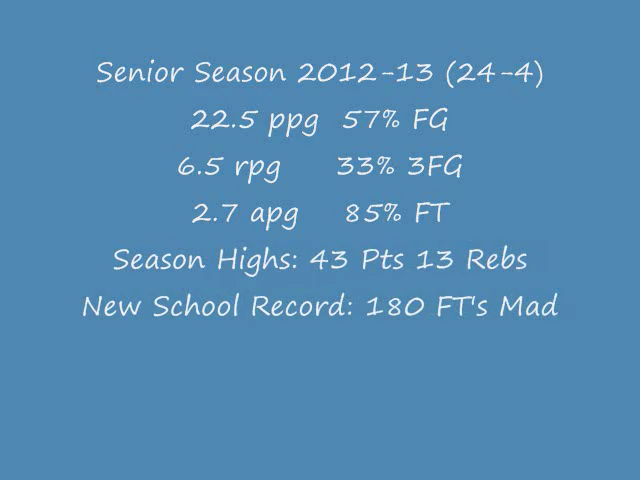 Senior Season 2012-13 (24-4)
22.5 ppg 57% FG
6.5 rpg 33% 3FG
2.7 apg 85% FT
Season Highs: 43 Pts 13 Rebs
New School Record: 180 FT's Mad